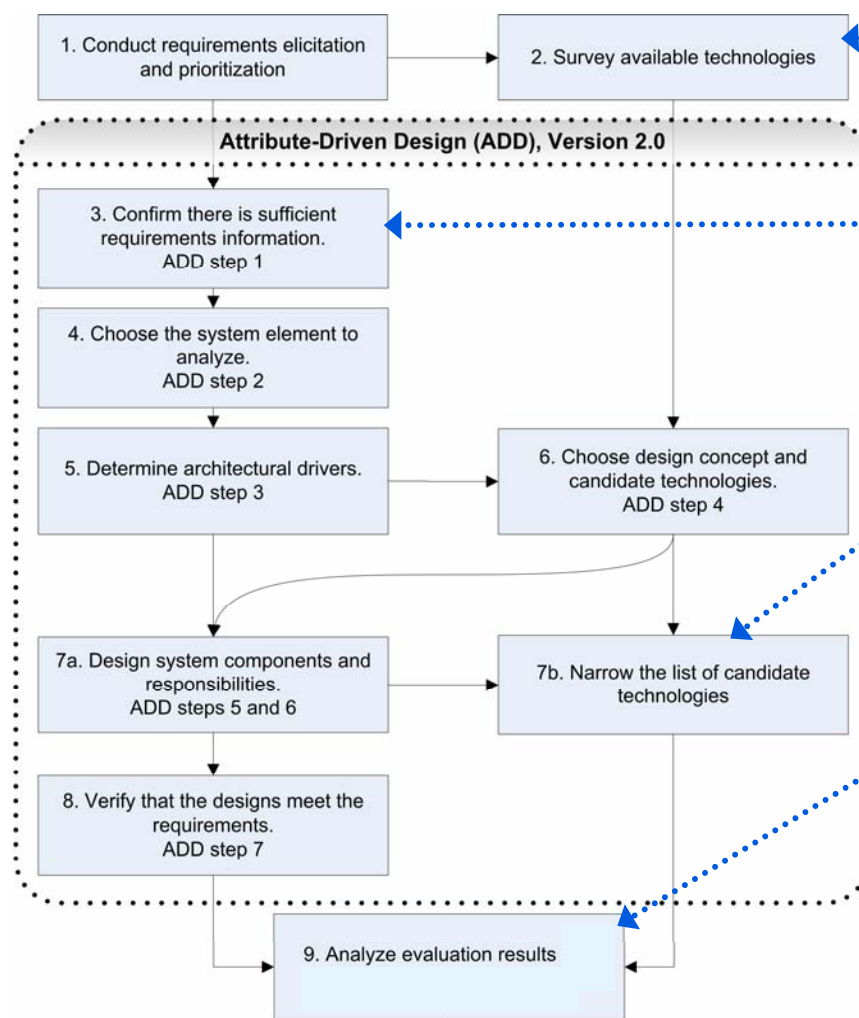 1. Conduct requirements elicitation
and prioritization
2. Survey available technologies
Attribute-Driven Design (ADD), Version 2.0
3. Confirm there is sufficient
requirements information.
ADD step 1
4. Choose the system element to
analyze.
ADD step 2
5. Determine architectural drivers.
ADD step 3
6. Choose design concept and
candidate technologies.
ADD step 4
7a. Design system components and
responsibilities.
ADD steps 5 and 6
7b. Narrow the list of candidate
technologies
8. Verify that the designs meet the
requirements.
ADD step 7
9. Analyze evaluation results